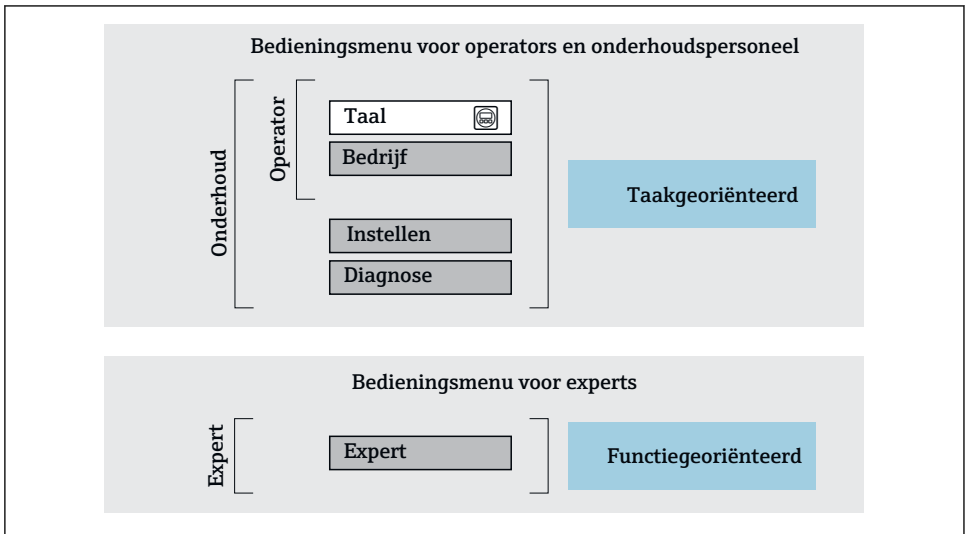 Bedieningsmenu voor operators en onderhoudspersoneel
Onderhoud
Operator
Taal
Bedrijf
Instellen
Diagnose
Taakgeoriënteerd
Bedieningsmenu voor experts
Expert
Expert
Functiegeoriënteerd